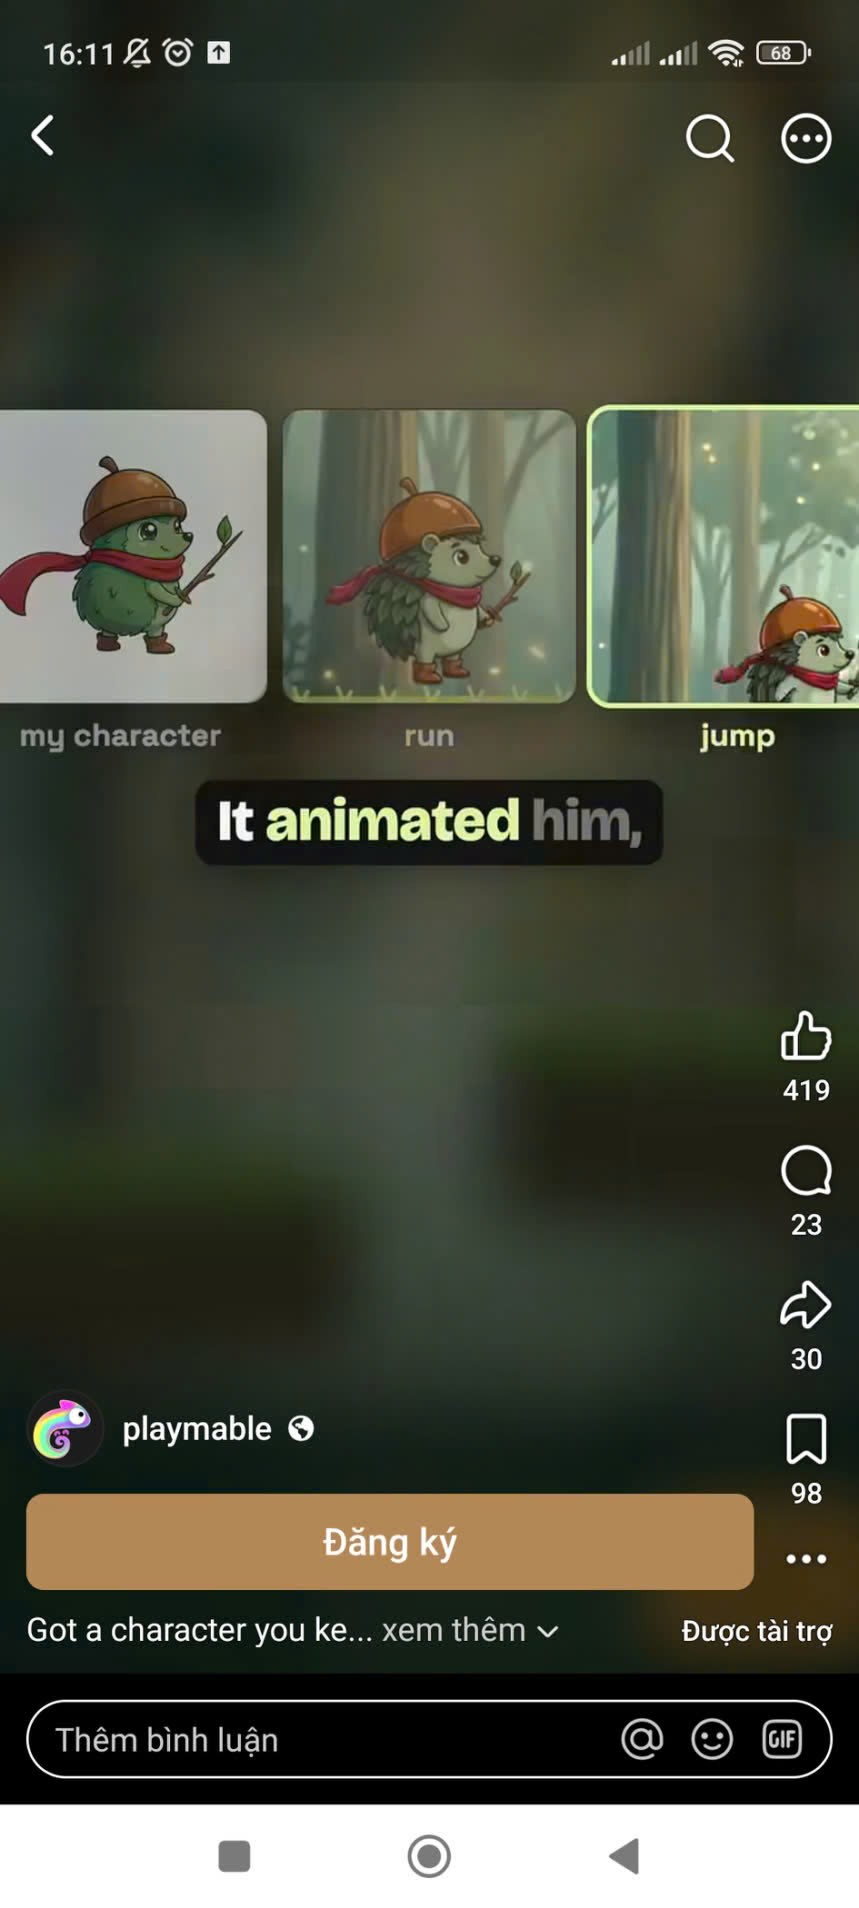 16:11
68
my character
run
jump
It animated him,
419
23
30
98
playmable
Đăng ký
Got a character you ke... xem thêm
Được tài trợ
Thêm bình luận
GIF